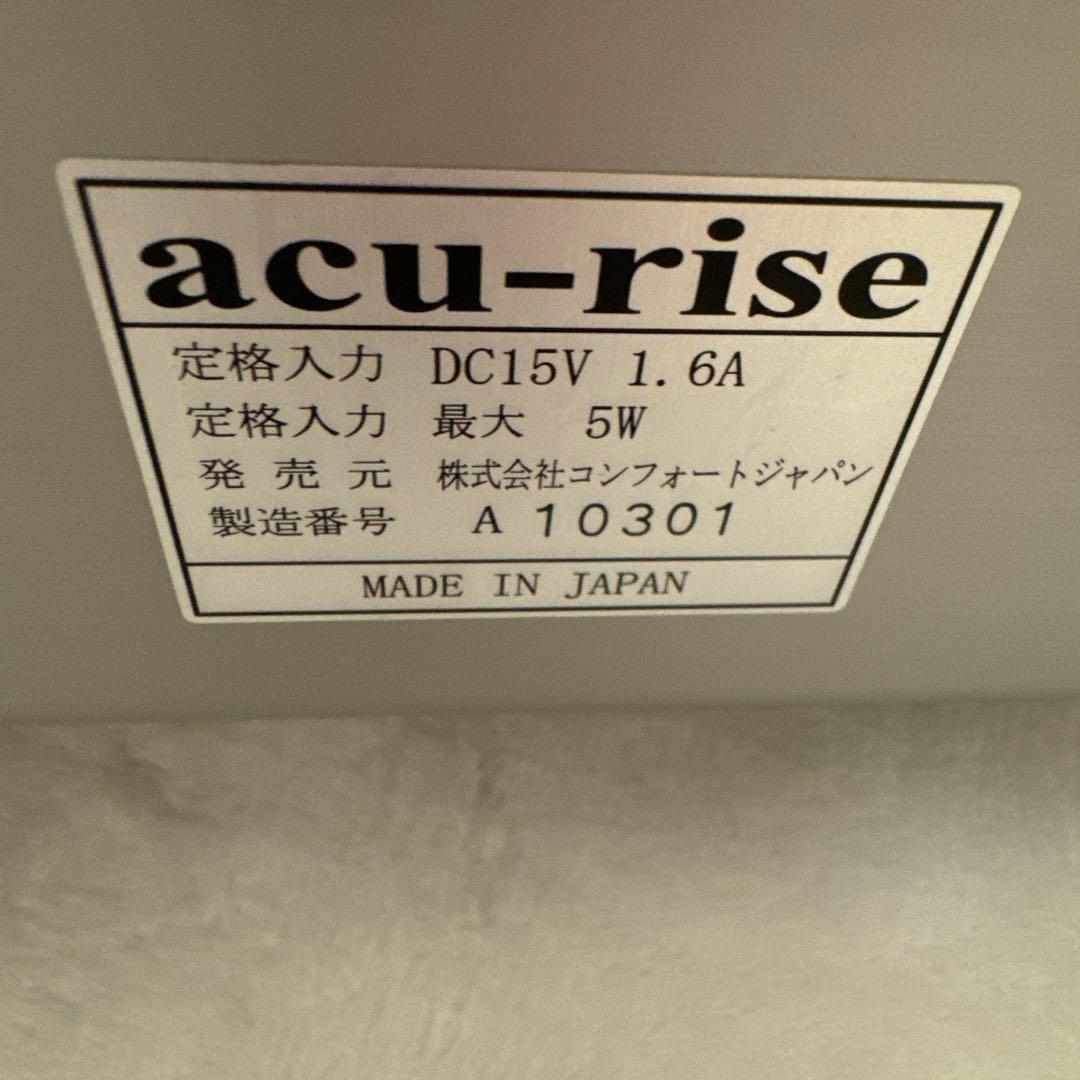 acu-rise
定格入力 DC15V 1.6A
定格入力 最大 5W
発売元 株式会社コンフォートジャパン
製造番号 A 10301
MADE IN JAPAN